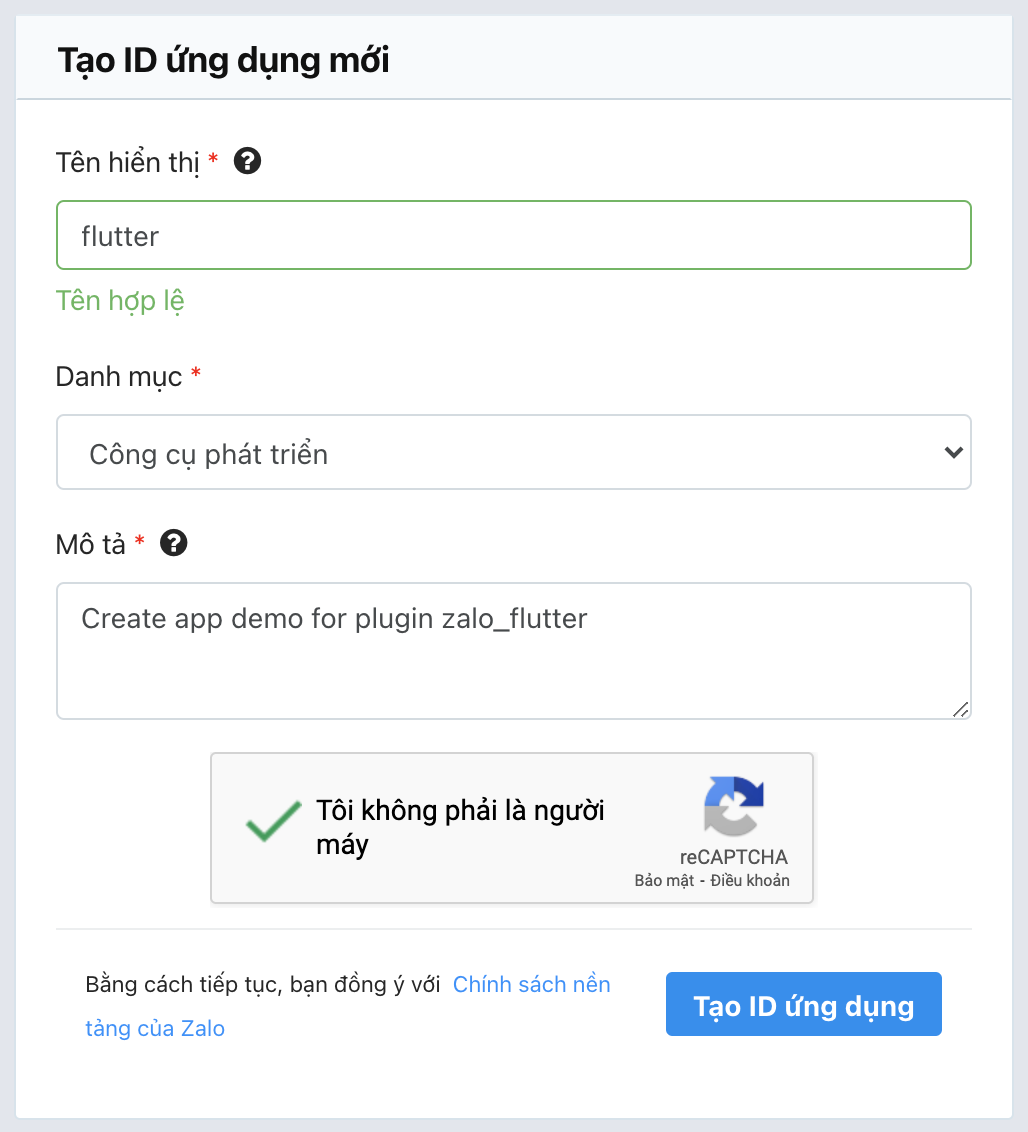 Tạo ID ứng dụng mới
Tên hiển thị *
flutter
Tên hợp lệ
Danh mục *
Công cụ phát triển
Mô tả *
Create app demo for plugin zalo_flutter
Tôi không phải là người
máy
reCAPTCHA
Bảo mật - Điều khoản
Bằng cách tiếp tục, bạn đồng ý với Chính sách nền
tảng của Zalo
Tạo ID ứng dụng